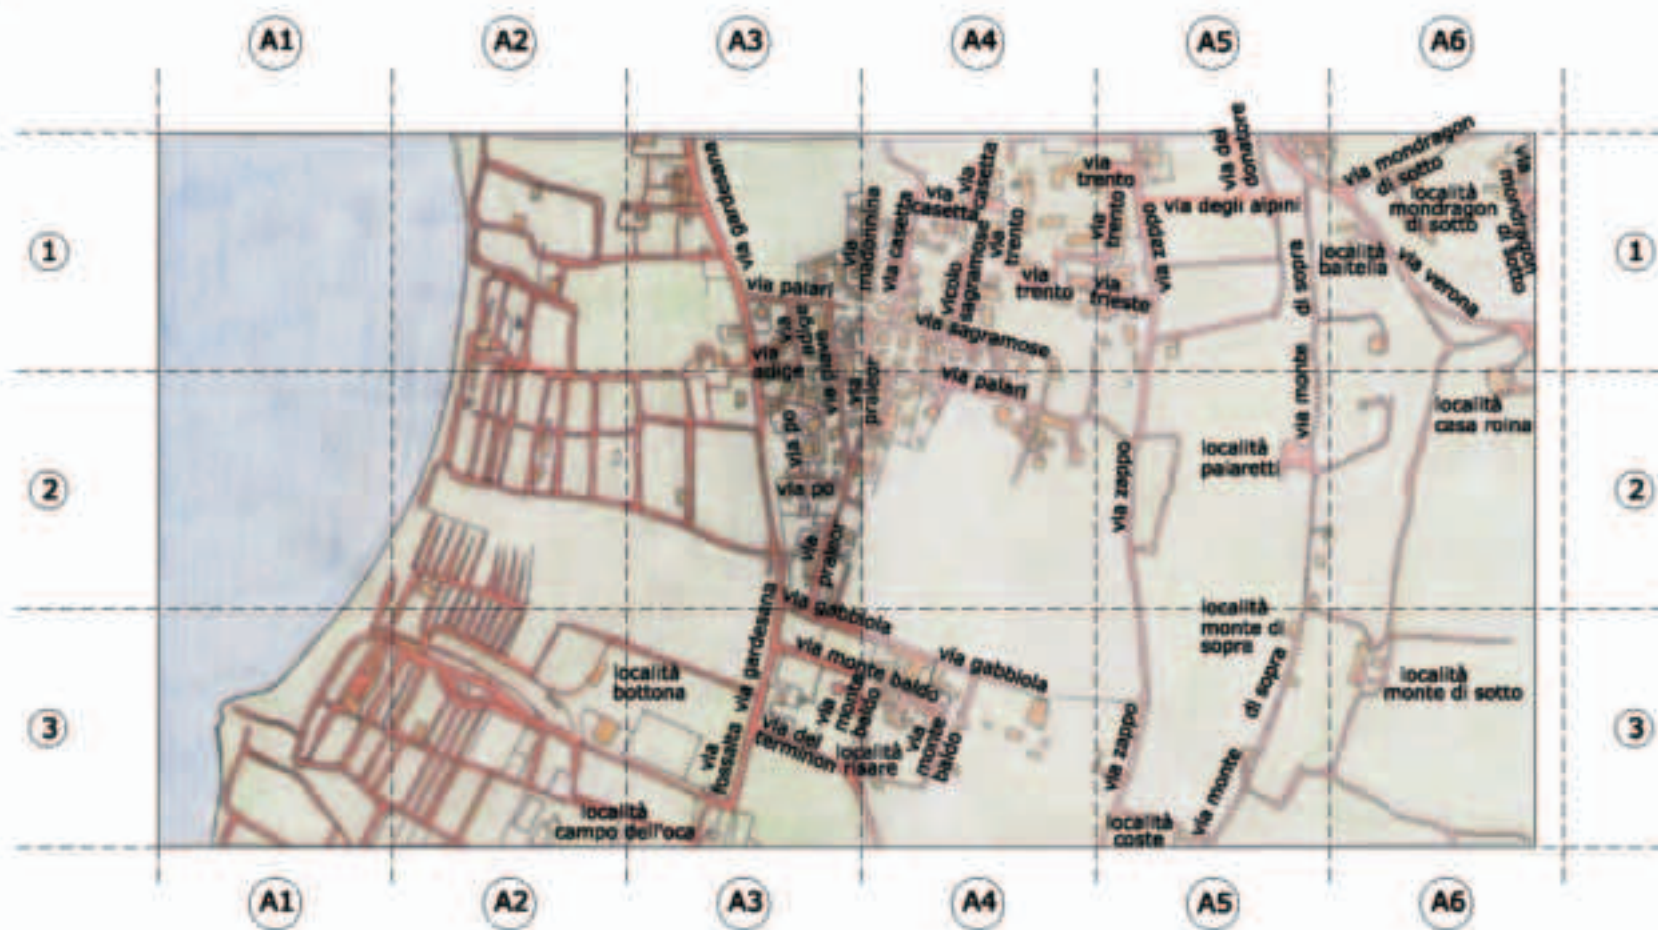 A1
A2
A3
A4
A5
A6
1
1
via gardesana
via palari
via
adige
via
adige
via piave
via
madonnina
via casetta
via
casetta
via
casetta
vicolo
sagramose
via
trento
via
trento
via
trento
via
trento
via
trieste
via sagramose
via zappo
via degli alpini
via del
donatore
via monte di sopra
località
baitella
via mondragon
di sotto
località
mondragon
di sotto
via
mondragon
di sotto
via verona
2
2
via po
via po
via
praleor
via
praleor
via palari
via zappo
località
paiaretti
località
casa roina
3
3
via gardesana
via gabbiola
via gabbiola
via monte baldo
via
monte
baldo
via
monte
baldo
località
risare
via del
terminon
via
fossalta
località
bottona
località
campo dell'oca
via zappo
località
coste
località
monte di
sopra
via monte di sopra
località
monte di sotto
A1
A2
A3
A4
A5
A6